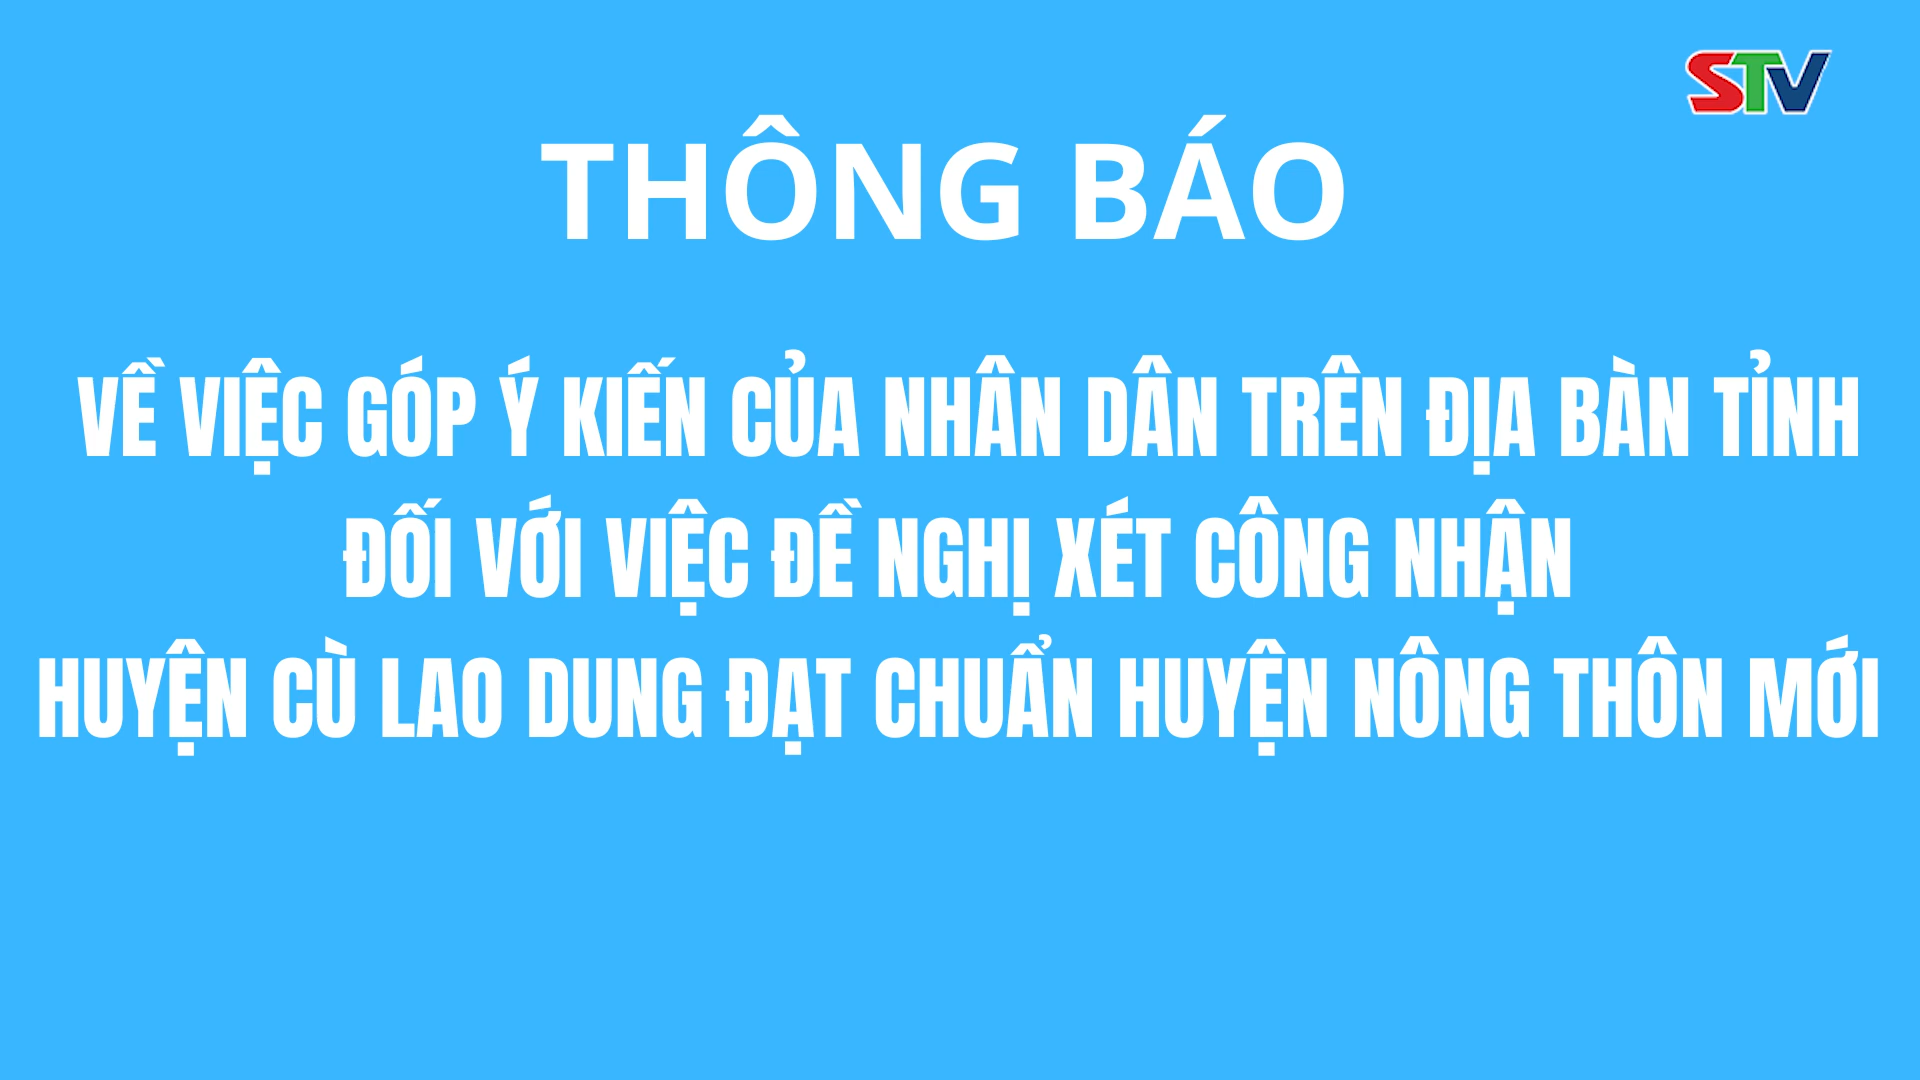 STV
THÔNG BÁO
VỀ VIỆC GÓP Ý KIẾN CỦA NHÂN DÂN TRÊN ĐỊA BÀN TỈNH
ĐỐI VỚI VIỆC ĐỀ NGHỊ XÉT CÔNG NHẬN
HUYỆN CÙ LAO DUNG ĐẠT CHUẨN HUYỆN NÔNG THÔN MỚI